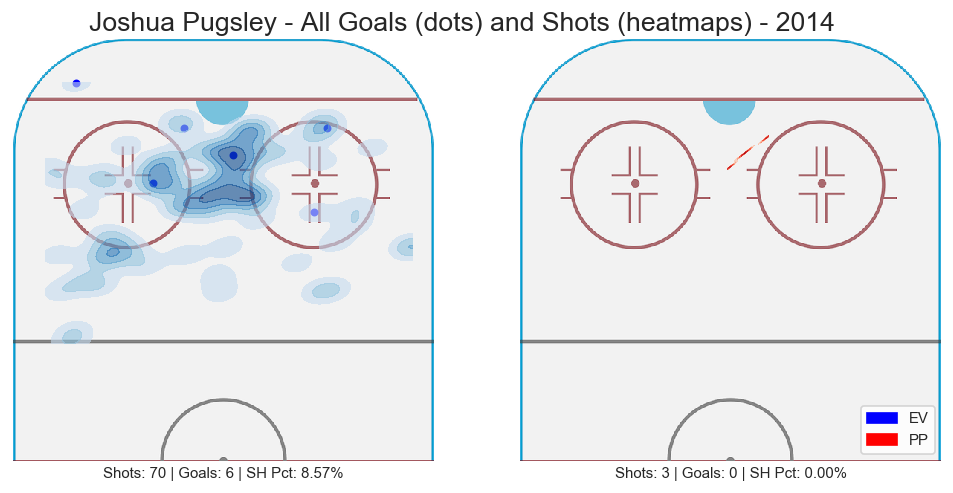 Joshua Pugsley - All Goals (dots) and Shots (heatmaps) - 2014
EV
PP
Shots: 70 | Goals: 6 | SH Pct: 8.57%
Shots: 3 | Goals: 0 | SH Pct: 0.00%